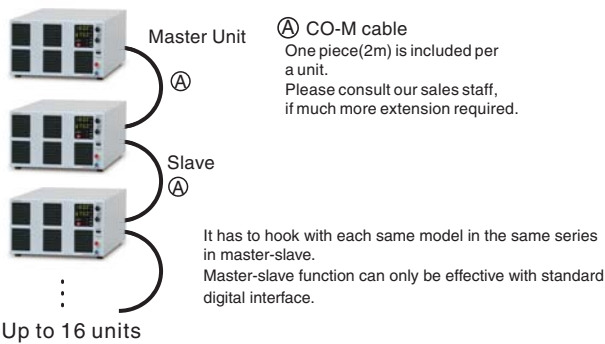 Master Unit
Ⓐ
Slave
Ⓐ
Up to 16 units
Ⓐ CO-M cable
One piece(2m) is included per
a unit.
Please consult our sales staff,
if much more extension required.
It has to hook with each same model in the same series
in master-slave.
Master-slave function can only be effective with standard
digital interface.